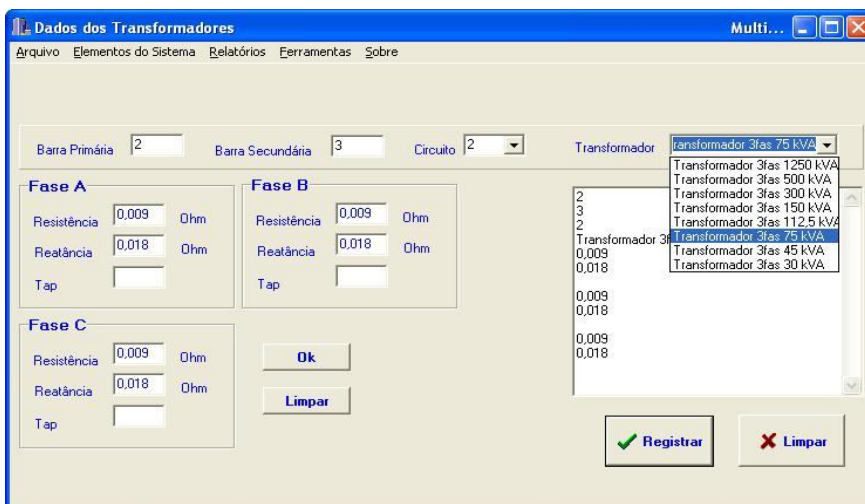 Dados dos Transformadores Multi...
Arquivo Elementos do Sistema Relatórios Ferramentas Sobre
Barra Primária 2 Barra Secundária 3 Circuito 2 Transformador ransformador 3fas 75 kVA
Transformador 3fas 1250 kVA
Transformador 3fas 500 kVA
Transformador 3fas 300 kVA
Transformador 3fas 150 kVA
Transformador 3fas 112,5 kVA
Transformador 3fas 75 kVA
Transformador 3fas 45 kVA
Transformador 3fas 30 kVA
Fase A
Resistência 0,009 Ohm
Reatância 0,018 Ohm
Tap
Fase B
Resistência 0,009 Ohm
Reatância 0,018 Ohm
Tap
Fase C
Resistência 0,009 Ohm
Reatância 0,018 Ohm
Tap
Ok
Limpar
2
3
2
Transformador 3f
0,009
0,018
0,009
0,018
0,009
0,018
Registrar Limpar